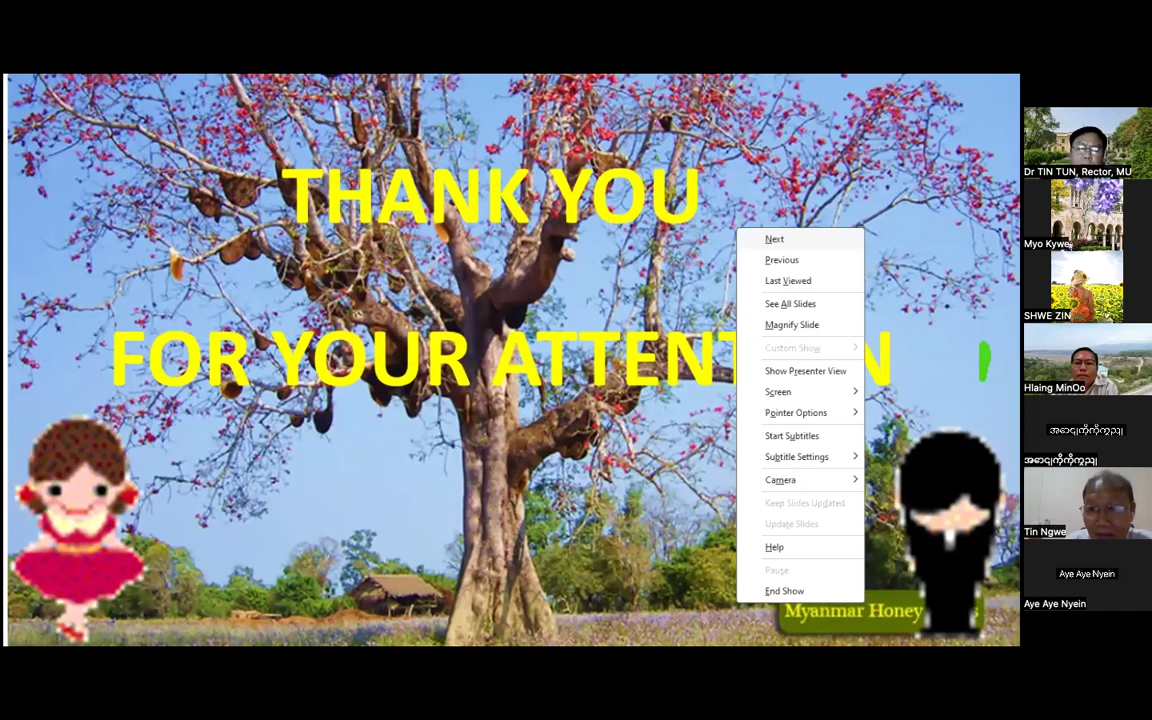 THANK YOU
FOR YOUR ATTENT N
Next
Previous
Last Viewed
See All Slides
Magnify Slide
Custom Show
Show Presenter View
Screen
Pointer Options
Start Subtitles
Subtitle Settings
Camera
Keep Slides Updated
Update Slides
Help
Pause
End Show
Myanmar Honey
Dr TIN TUN, Rector, MU
Myo Kywe
SHWE ZIN
Hlaing MinOo
Tin Ngwe
Aye Aye Nyein
Aye Aye Nyein